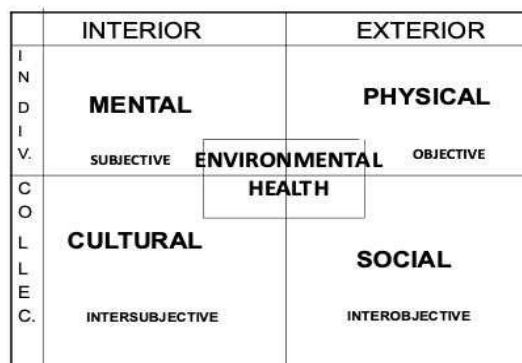 INTERIOR EXTERIOR
I
N
D
I
V.
MENTAL
PHYSICAL
SUBJECTIVE
OBJECTIVE
ENVIRONMENTAL
HEALTH
C
O
L
L
E
C.
CULTURAL
SOCIAL
INTERSUBJECTIVE
INTEROBJECTIVE